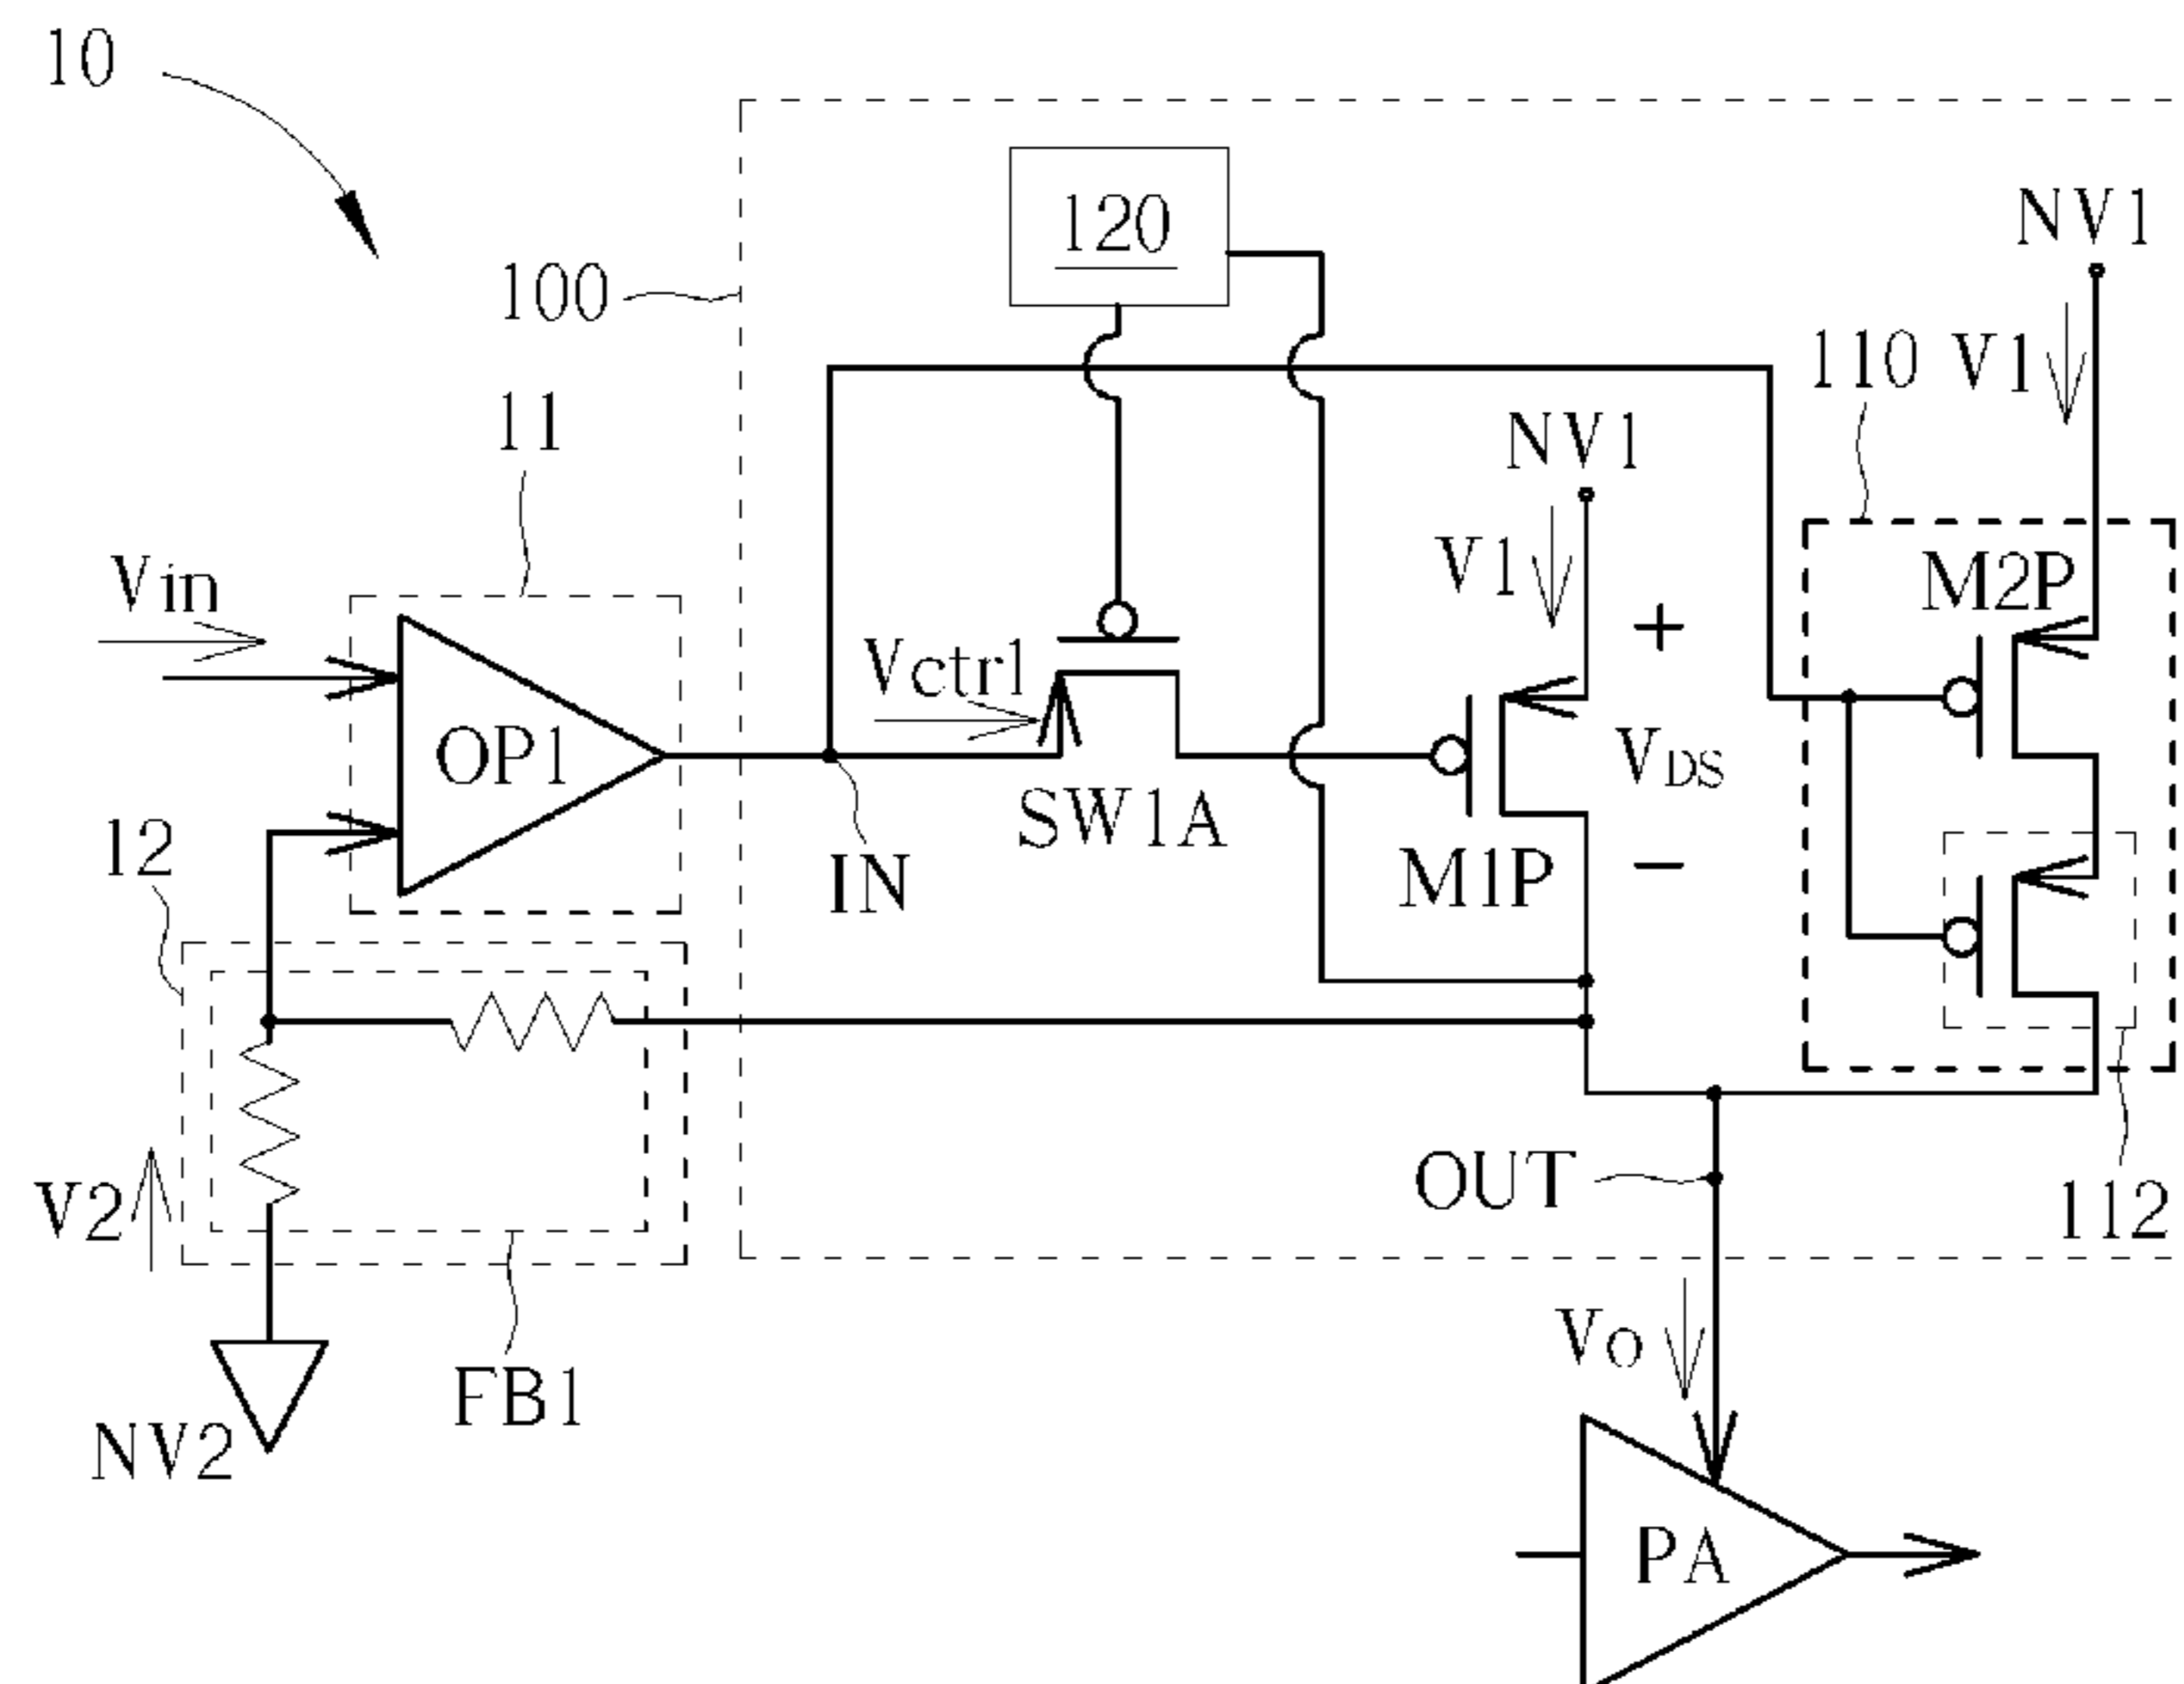 10
120
NV1
100
110
V1
11
NV1
Vin
V1
M2P
+
Vctrl
OP1
VDS
SW1A
12
IN
M1P
−
OUT
V2
112
Vo
FB1
NV2
PA